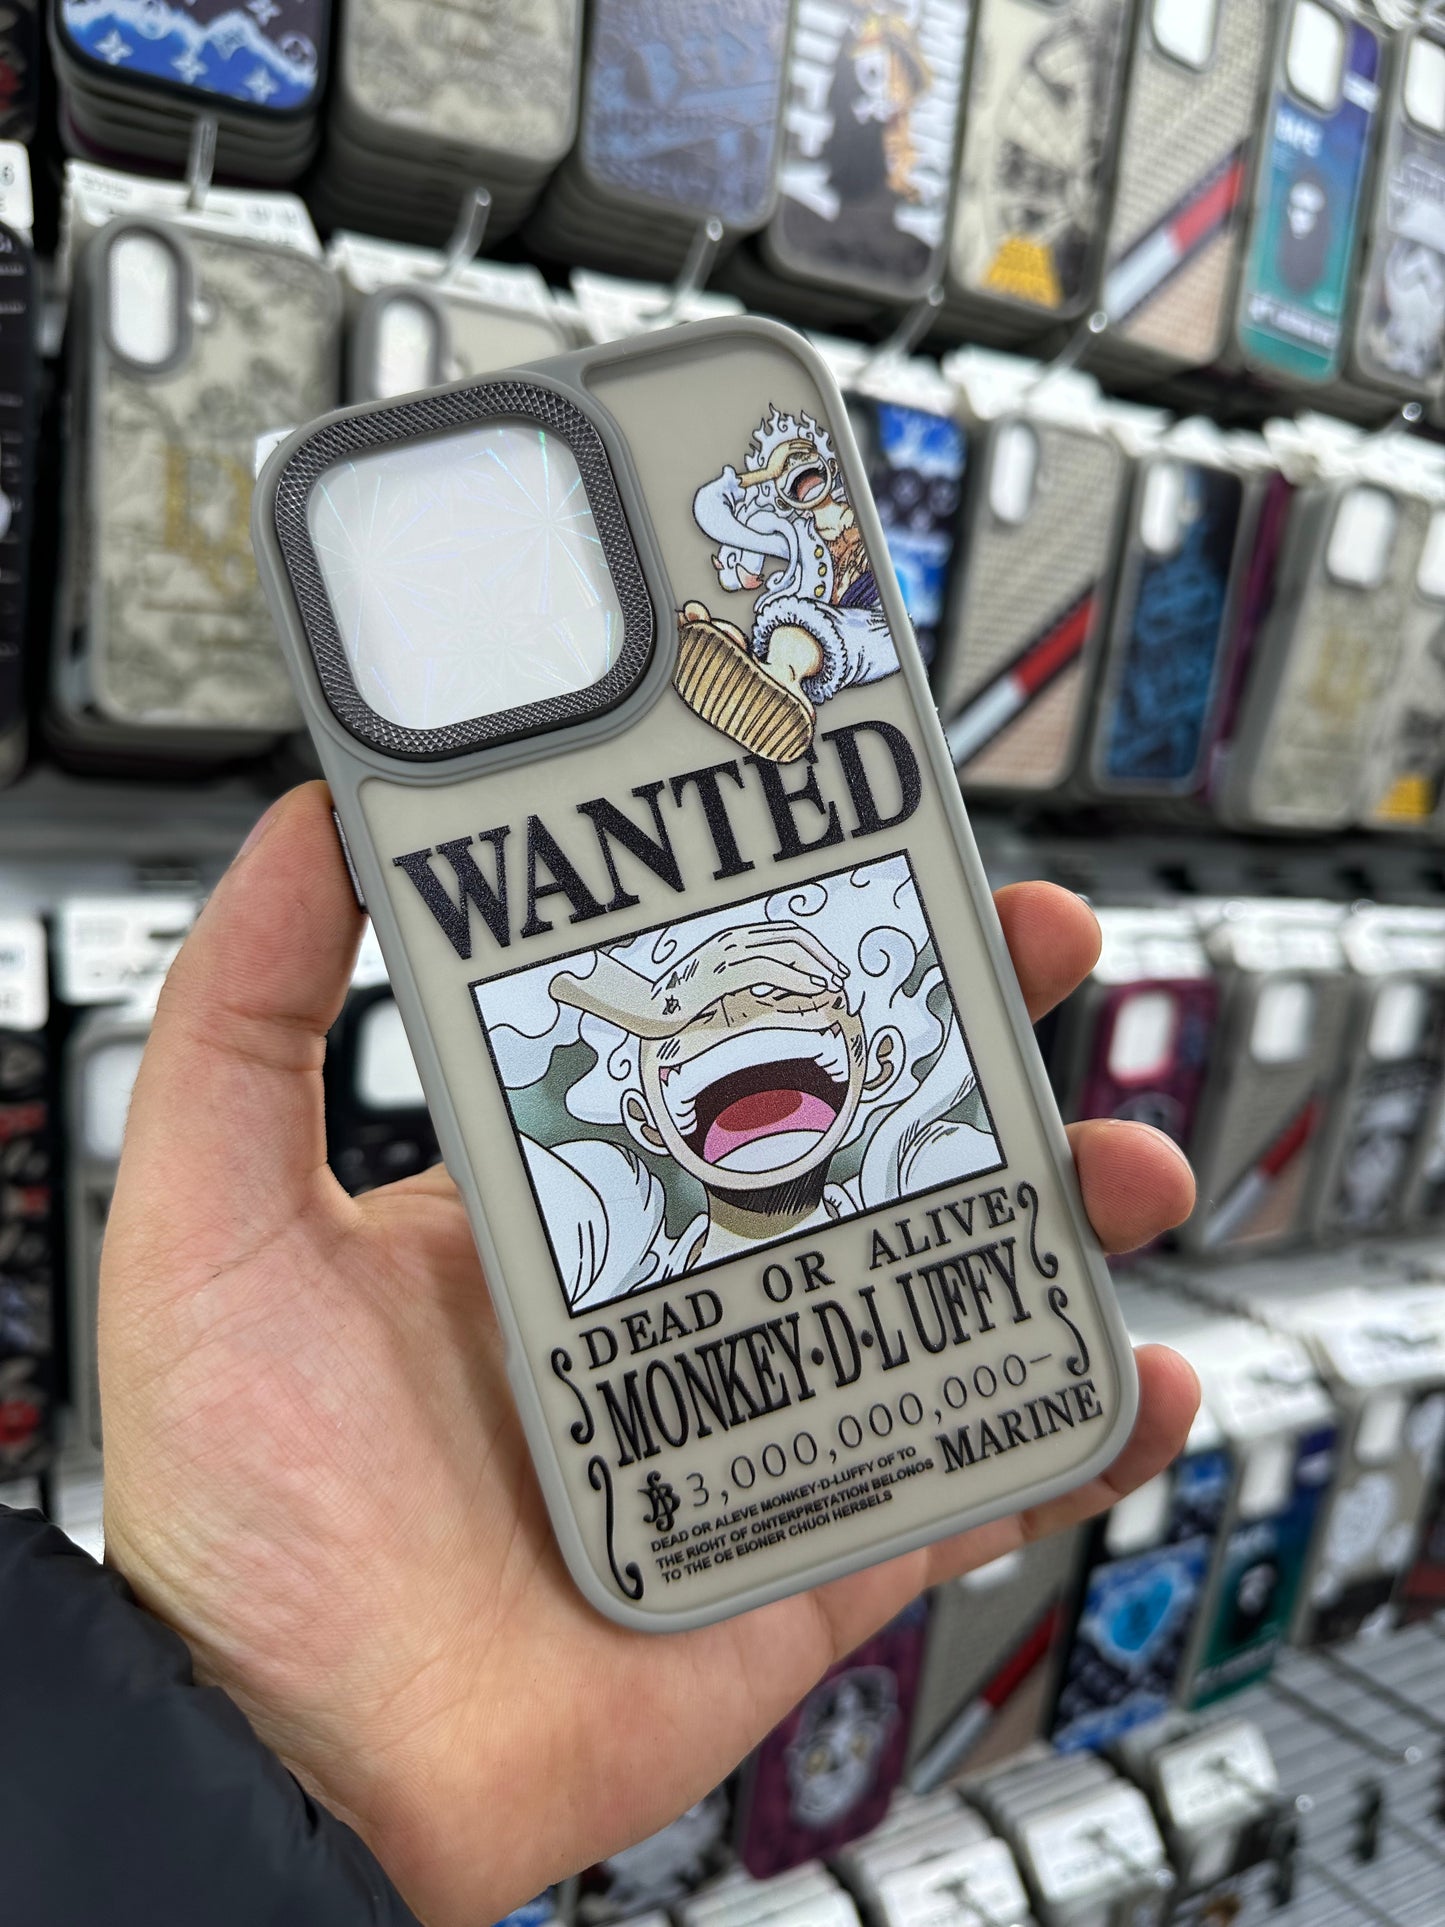 WANTED
DEAD OR ALIVE
MONKEY·D·LUFFY
฿3,000,000,000-
MARINE
DEAD OR ALEVE MONKEY-D-LUFFY OF TO
THE RIOHT OF ONTERPRETATION BELONOS
TO THE OE EIONER CHUOI HERSELS